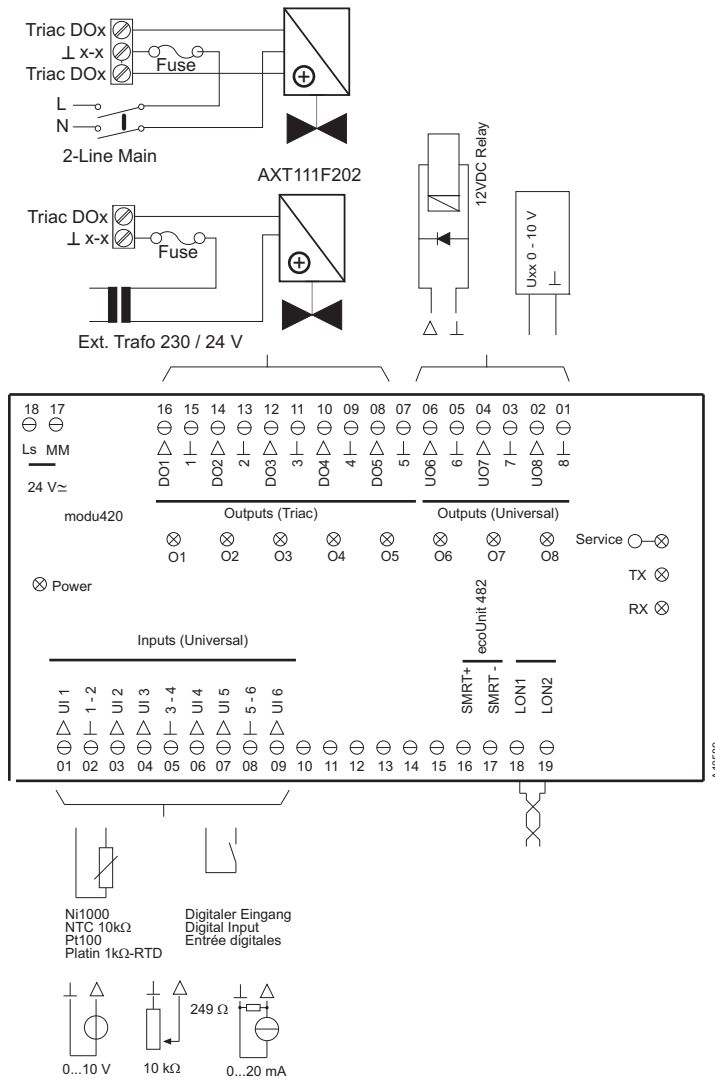 Triac DOx
⊥ x-x
Fuse
Triac DOx
L
N
2-Line Main
AXT111F202
Triac DOx
⊥ x-x
Fuse
Ext. Trafo 230 / 24 V
12VDC Relay
Uxx 0 - 10 V
⊥
18 17
Ls MM
24 V≃
modu420
16 15 14 13 12 11 10 09 08 07 06 05 04 03 02 01
DO1 1 DO2 2 DO3 3 DO4 4 DO5 5 UO6 6 UO7 7 UO8 8
Outputs (Triac)
Outputs (Universal)
O1 O2 O3 O4 O5 O6 O7 O8
Service
TX
RX
Power
ecoUnit 482
Inputs (Universal)
UI 1 1 - 2 UI 2 UI 3 3 - 4 UI 4 UI 5 5 - 6 UI 6
SMRT+ SMRT - LON1 LON2
01 02 03 04 05 06 07 08 09 10 11 12 13 14 15 16 17 18 19
Ni1000
NTC 10kΩ
Pt100
Platin 1kΩ-RTD
Digitaler Eingang
Digital Input
Entrée digitales
249 Ω
0...10 V
10 kΩ
0...20 mA